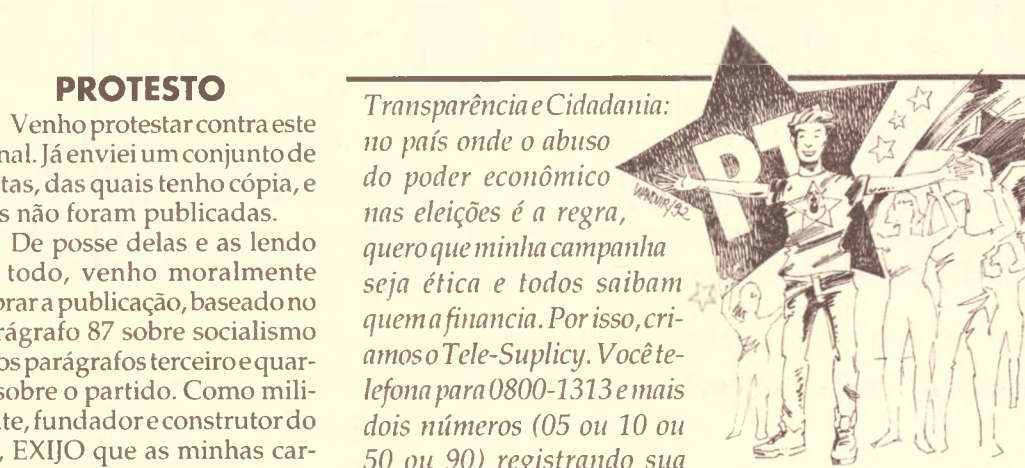 PROTESTO
Venho protestar contra este
nal. Já enviei um conjunto de
tas, das quais tenho cópia, e
s não foram publicadas.
De posse delas e as lendo
todo, venho moralmente
brar a publicação, baseado no
rágrafo 87 sobre socialismo
os parágrafos terceiro e quar-
sobre o partido. Como mili-
te, fundador e construtor do
, EXIJO que as minhas car-
Transparência e Cidadania:
no país onde o abuso
do poder econômico
nas eleições é a regra,
quero que minha campanha
seja ética e todos saibam
quem a financia. Por isso, cri-
amos o Tele-Suplicy. Você te-
lefona para 0800-1313 e mais
dois números (05 ou 10 ou
50 ou 90) registrando sua
PT